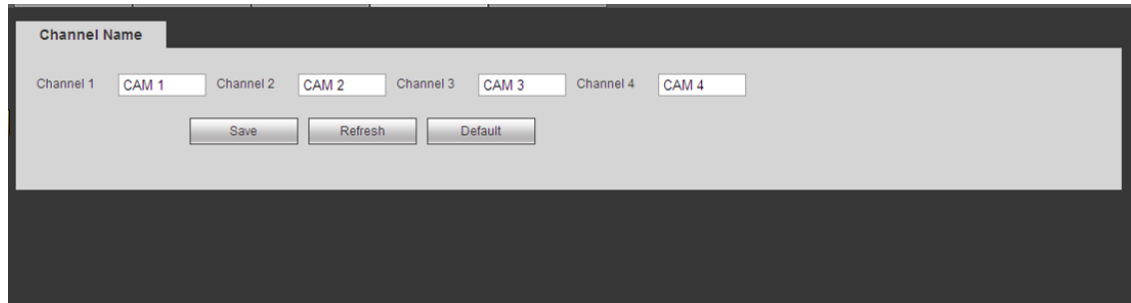 Channel Name
Channel 1 CAM 1 Channel 2 CAM 2 Channel 3 CAM 3 Channel 4 CAM 4
Save Refresh Default